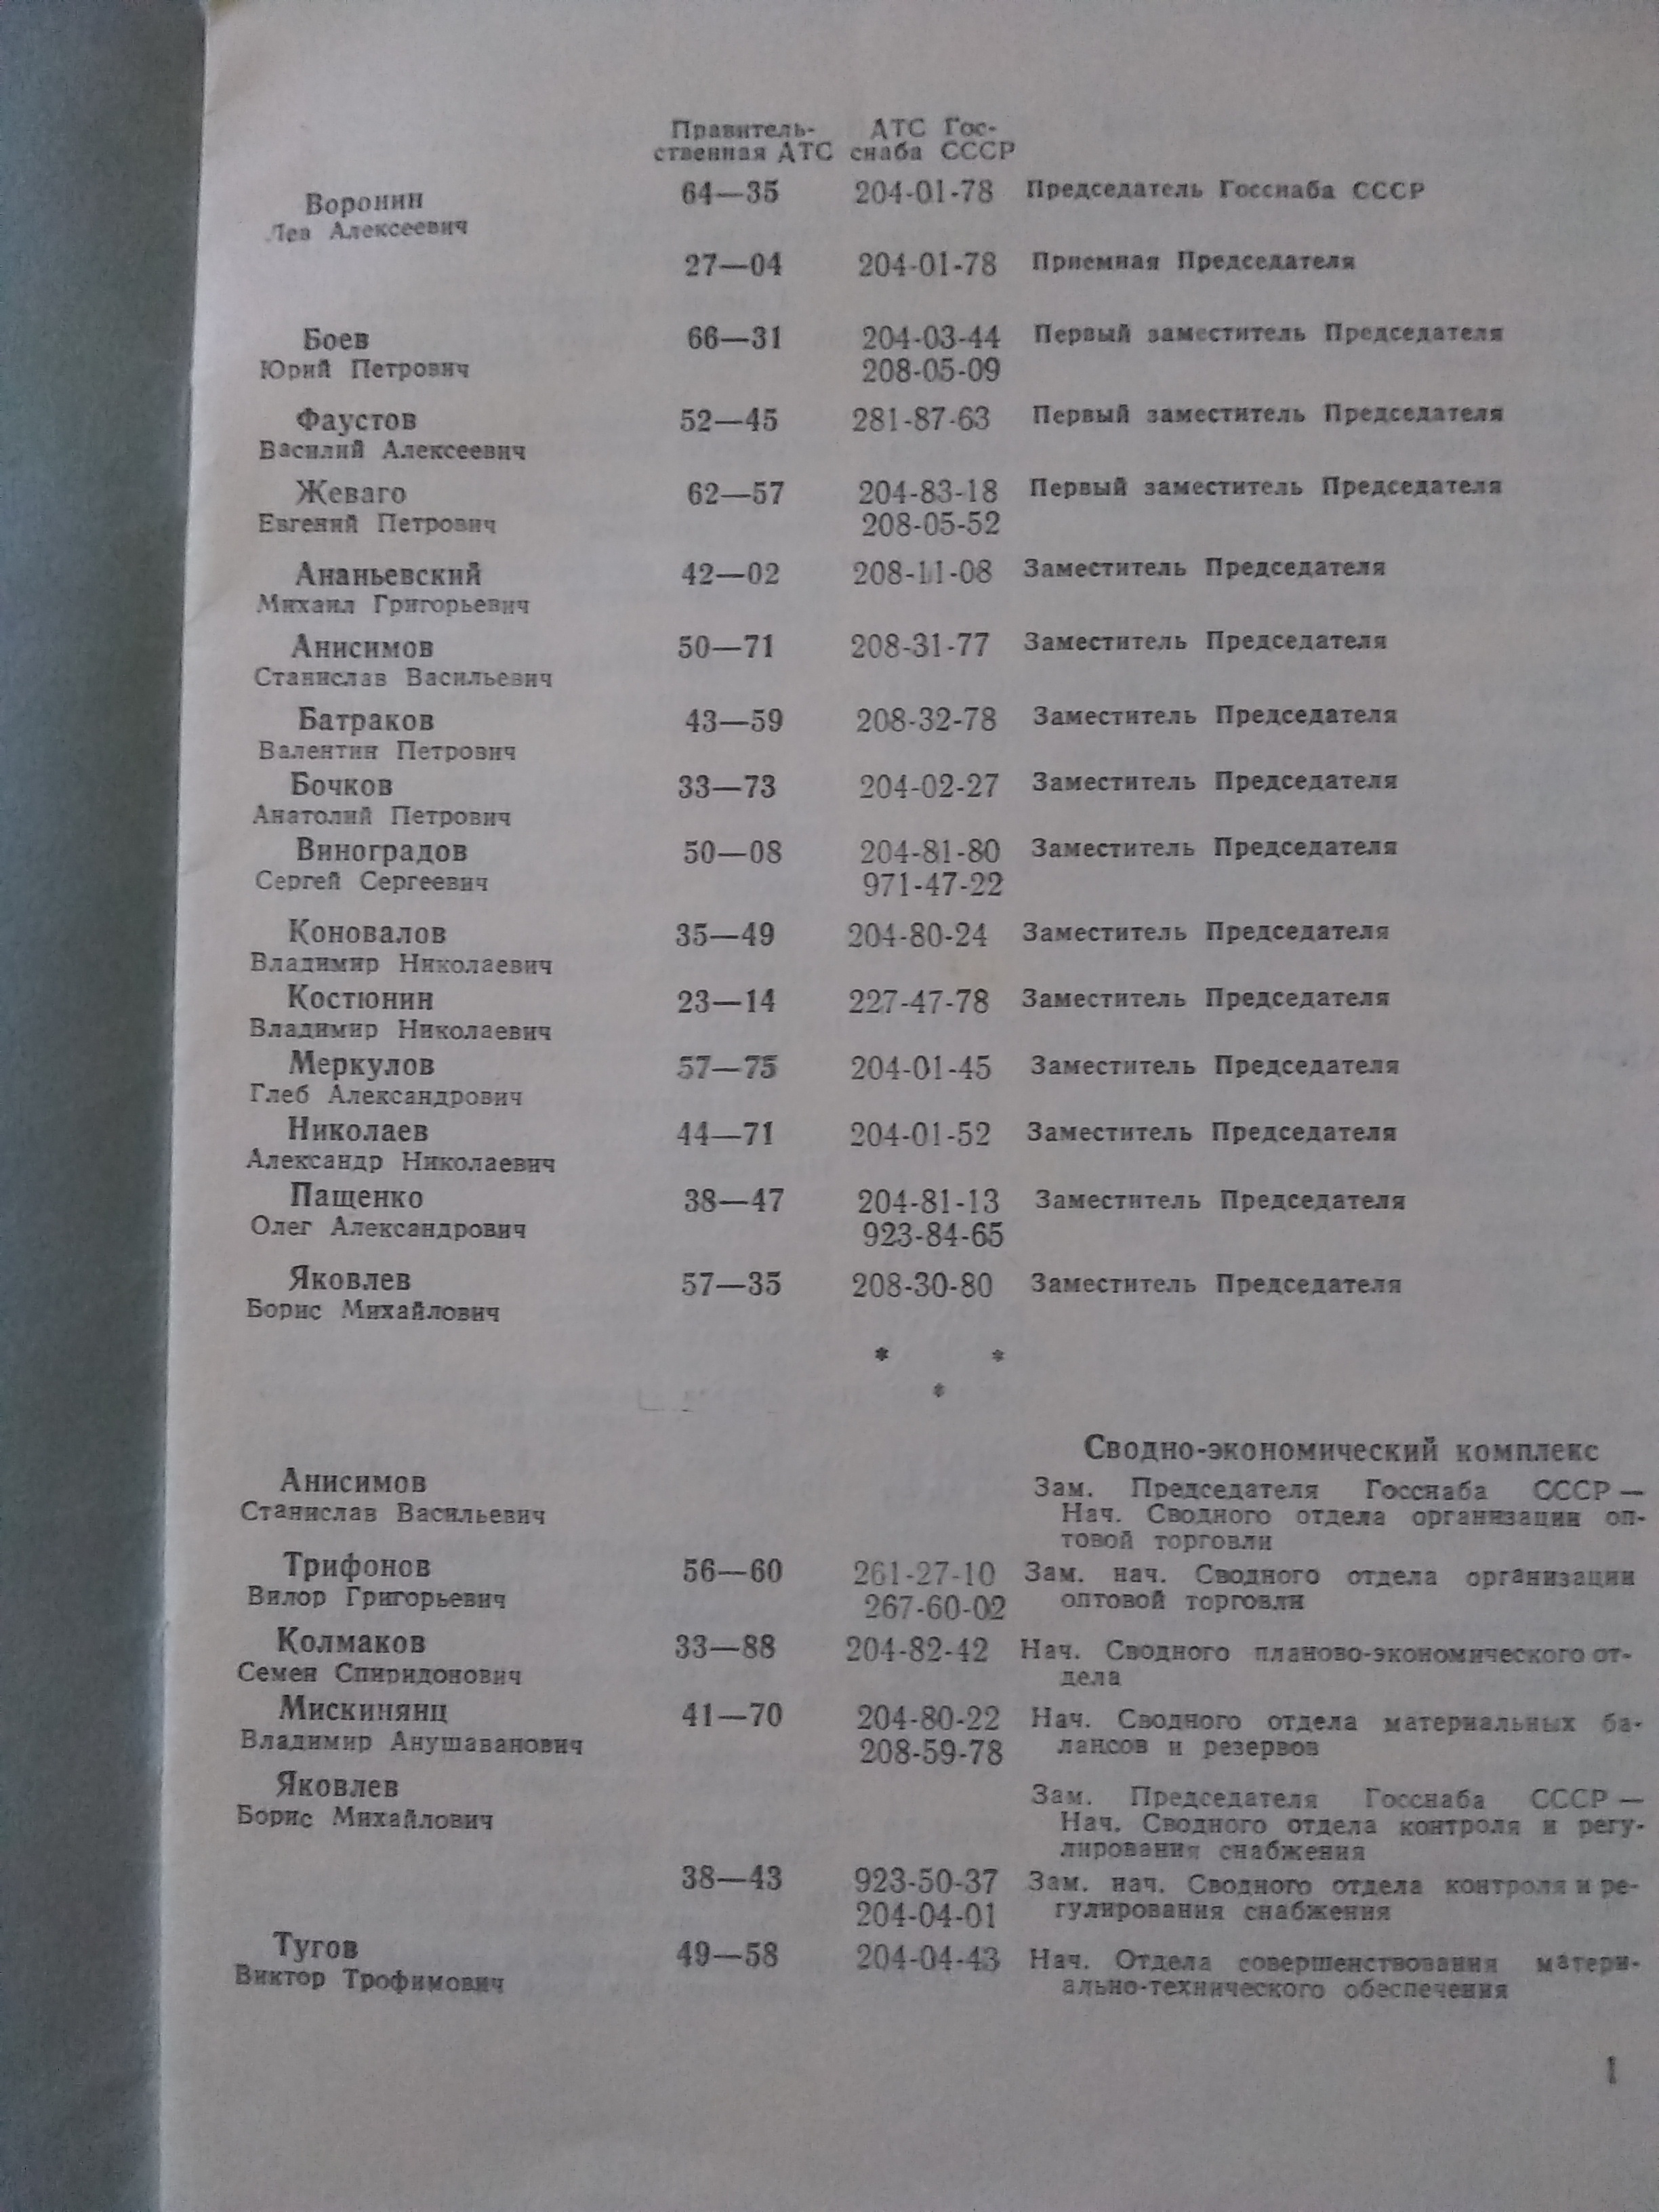 Правитель- АТС Гос-
ственная АТС снаба СССР
Воронин 64—35 204-01-78 Председатель Госснаба СССР
Лев Алексеевич
27—04 204-01-78 Приемная Председателя
Боев 66—31 204-03-44 Первый заместитель Председателя
Юрий Петрович 208-05-09
Фаустов 52—45 281-87-63 Первый заместитель Председателя
Василий Алексеевич
Жеваго 62—57 204-83-18 Первый заместитель Председателя
Евгений Петрович 208-05-52
Ананьевский 42—02 208-11-08 Заместитель Председателя
Михаил Григорьевич
Анисимов 50—71 208-31-77 Заместитель Председателя
Станислав Васильевич
Батраков 43—59 208-32-78 Заместитель Председателя
Валентин Петрович
Бочков 33—73 204-02-27 Заместитель Председателя
Анатолий Петрович
Виноградов 50—08 204-81-80 Заместитель Председателя
Сергей Сергеевич 971-47-22
Коновалов 35—49 204-80-24 Заместитель Председателя
Владимир Николаевич
Костюнин 23—14 227-47-78 Заместитель Председателя
Владимир Николаевич
Меркулов 57—75 204-01-45 Заместитель Председателя
Глеб Александрович
Николаев 44—71 204-01-52 Заместитель Председателя
Александр Николаевич
Пащенко 38—47 204-81-13 Заместитель Председателя
Олег Александрович 923-84-65
Яковлев 57—35 208-30-80 Заместитель Председателя
Борис Михайлович
* *
*
Сводно-экономический комплекс
Анисимов Зам. Председателя Госснаба СССР —
Станислав Васильевич Нач. Сводного отдела организации оп-
товой торговли
Трифонов 56—60 261-27-10 Зам. нач. Сводного отдела организации
Вилор Григорьевич 267-60-02 оптовой торговли
Колмаков 33—88 204-82-42 Нач. Сводного планово-экономического от-
Семен Спиридонович дела
Мискинянц 41—70 204-80-22 Нач. Сводного отдела материальных ба-
Владимир Анушаванович 208-59-78 лансов и резервов
Яковлев Зам. Председателя Госснаба СССР —
Борис Михайлович Нач. Сводного отдела контроля и регу-
лирования снабжения
38—43 923-50-37 Зам. нач. Сводного отдела контроля и ре-
204-04-01 гулирования снабжения
Тугов 49—58 204-04-43 Нач. Отдела совершенствования матери-
Виктор Трофимович ально-технического обеспечения
1